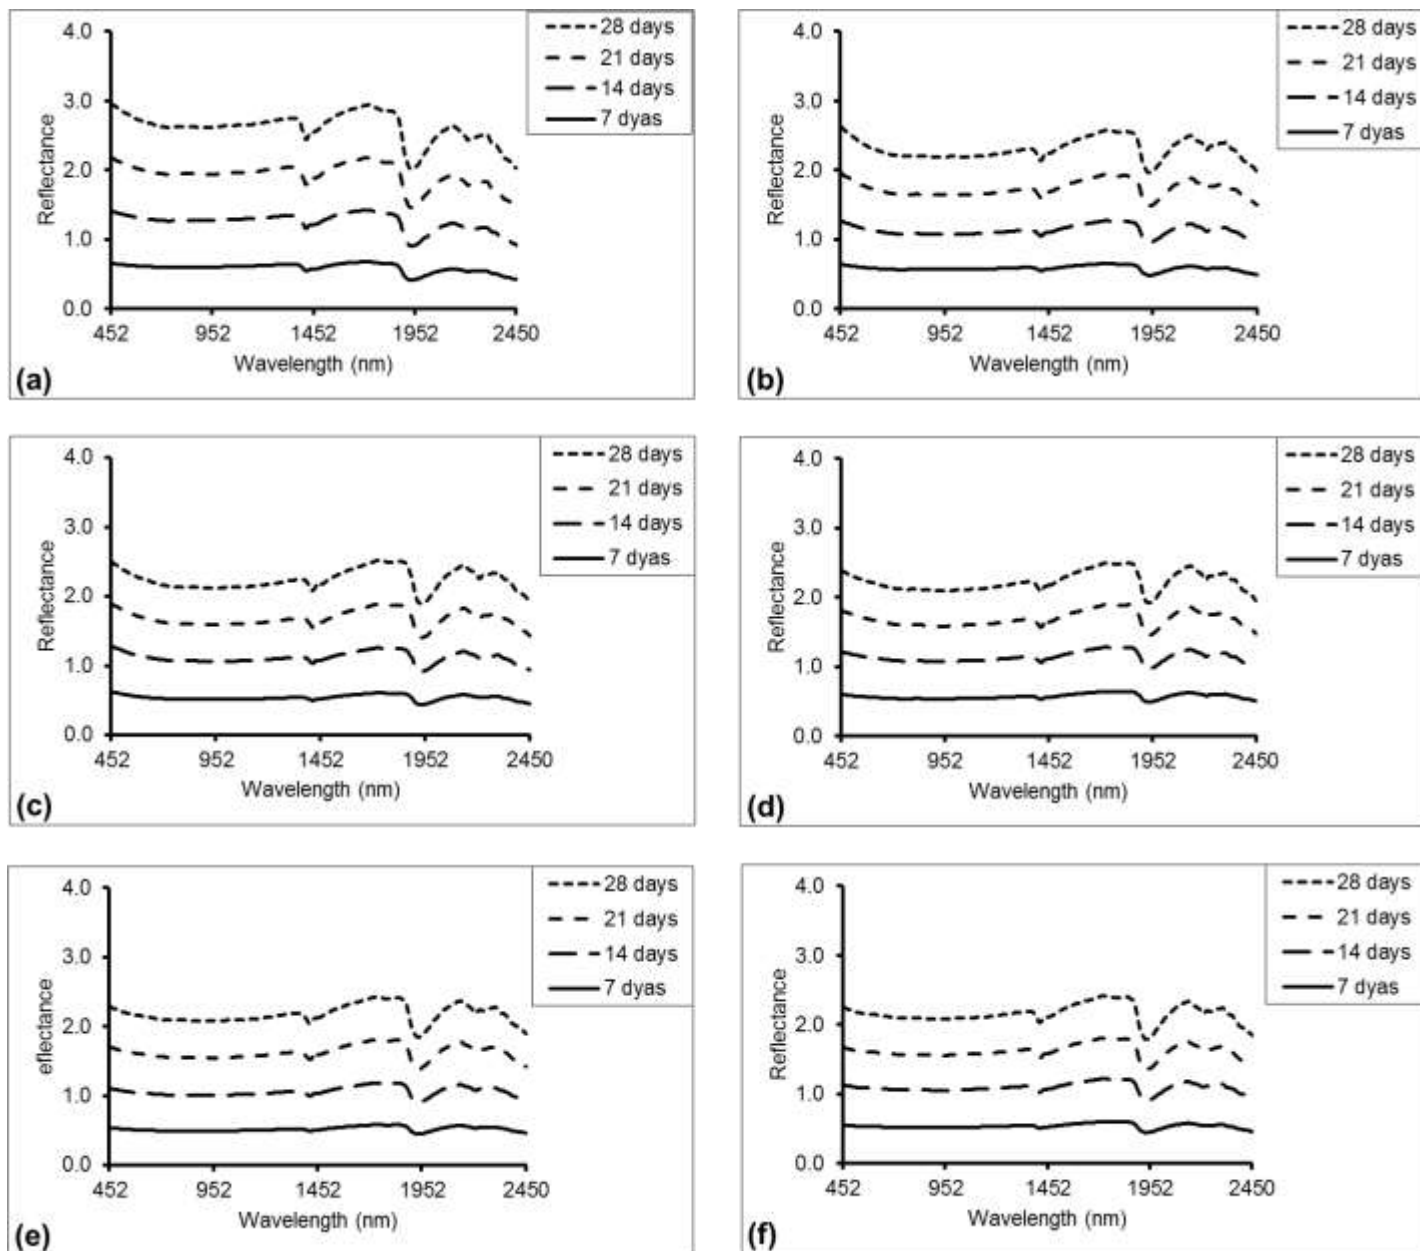 4.0
3.0
2.0
1.0
0.0
Reflectance
452 952 1452 1952 2450
Wavelength (nm)
28 days
21 days
14 days
7 dyas
(a)
4.0
3.0
2.0
1.0
0.0
Reflectance
452 952 1452 1952 2450
Wavelength (nm)
28 days
21 days
14 days
7 dyas
(b)
4.0
3.0
2.0
1.0
0.0
Reflectance
452 952 1452 1952 2450
Wavelength (nm)
28 days
21 days
14 days
7 dyas
(c)
4.0
3.0
2.0
1.0
0.0
Reflectance
452 952 1452 1952 2450
Wavelength (nm)
28 days
21 days
14 days
7 dyas
(d)
4.0
3.0
2.0
1.0
0.0
eflectance
452 952 1452 1952 2450
Wavelength (nm)
28 days
21 days
14 days
7 dyas
(e)
4.0
3.0
2.0
1.0
0.0
Reflectance
452 952 1452 1952 2450
Wavelength (nm)
28 days
21 days
14 days
7 dyas
(f)